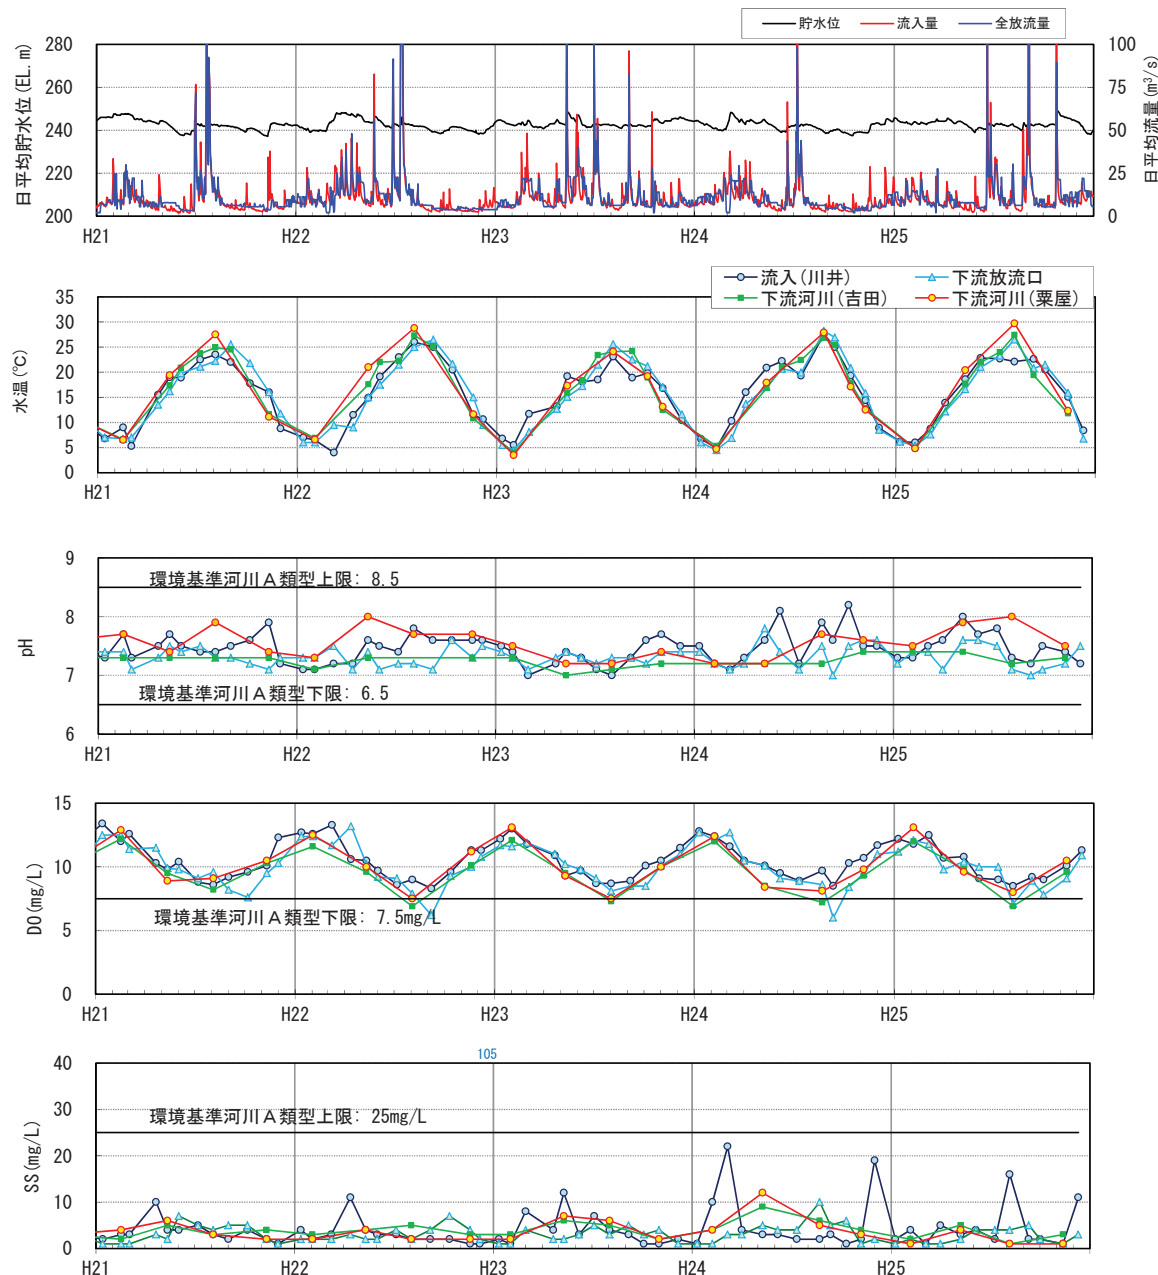 貯水位 流入量 全放流量
日平均貯水位(EL. m)
280
260
240
220
200
日平均流量(m³/s)
100
75
50
25
0
H21 H22 H23 H24 H25
流入(川井) 下流放流口
下流河川(吉田) 下流河川(粟屋)
水温(℃)
35
30
25
20
15
10
5
0
H21 H22 H23 H24 H25
pH
9
8
7
6
環境基準河川A類型上限: 8.5
環境基準河川A類型下限: 6.5
H21 H22 H23 H24 H25
DO(mg/L)
15
10
5
0
環境基準河川A類型下限: 7.5mg/L
H21 H22 H23 H24 H25
105
SS(mg/L)
40
30
20
10
0
環境基準河川A類型上限: 25mg/L
H21 H22 H23 H24 H25